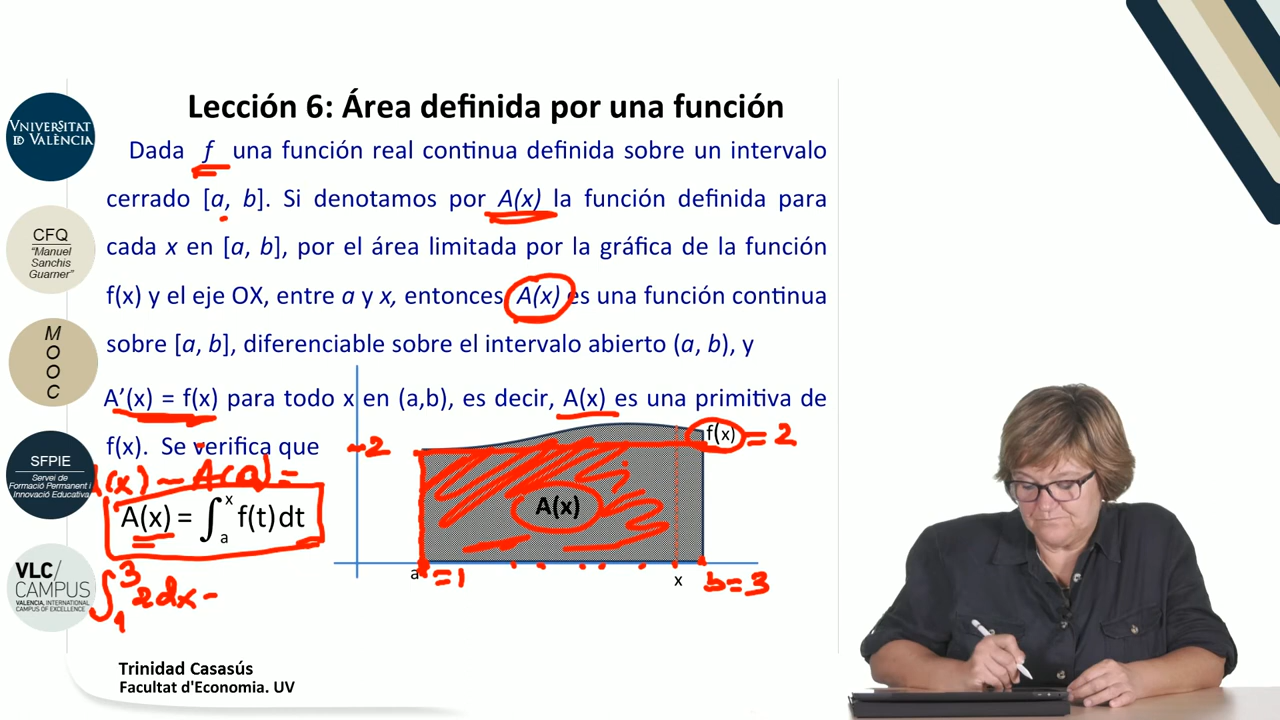 Lección 6: Área definida por una función
Dada f una función real continua definida sobre un intervalo
cerrado [a, b]. Si denotamos por A(x) la función definida para
cada x en [a, b], por el área limitada por la gráfica de la función
f(x) y el eje OX, entre a y x, entonces A(x) es una función continua
sobre [a, b], diferenciable sobre el intervalo abierto (a, b), y
A’(x) = f(x) para todo x en (a,b), es decir, A(x) es una primitiva de
f(x). Se verifica que
(x) - A(a) =
A(x) = ∫ₐˣ f(t)dt
∫₁³ 2dx -
-2
f(x) = 2
A(x)
a = 1
x
b = 3
VNIVERSITAT
ID VALÈNCIA
CFQ
“Manuel
Sanchis
Guarner”
M
O
O
C
SFPIE
Servei de
Formació Permanent i
Innovació Educativa
VLC/
CAMPUS
VALENCIA, INTERNATIONAL
CAMPUS OF EXCELLENCE
Trinidad Casasús
Facultat d'Economia. UV